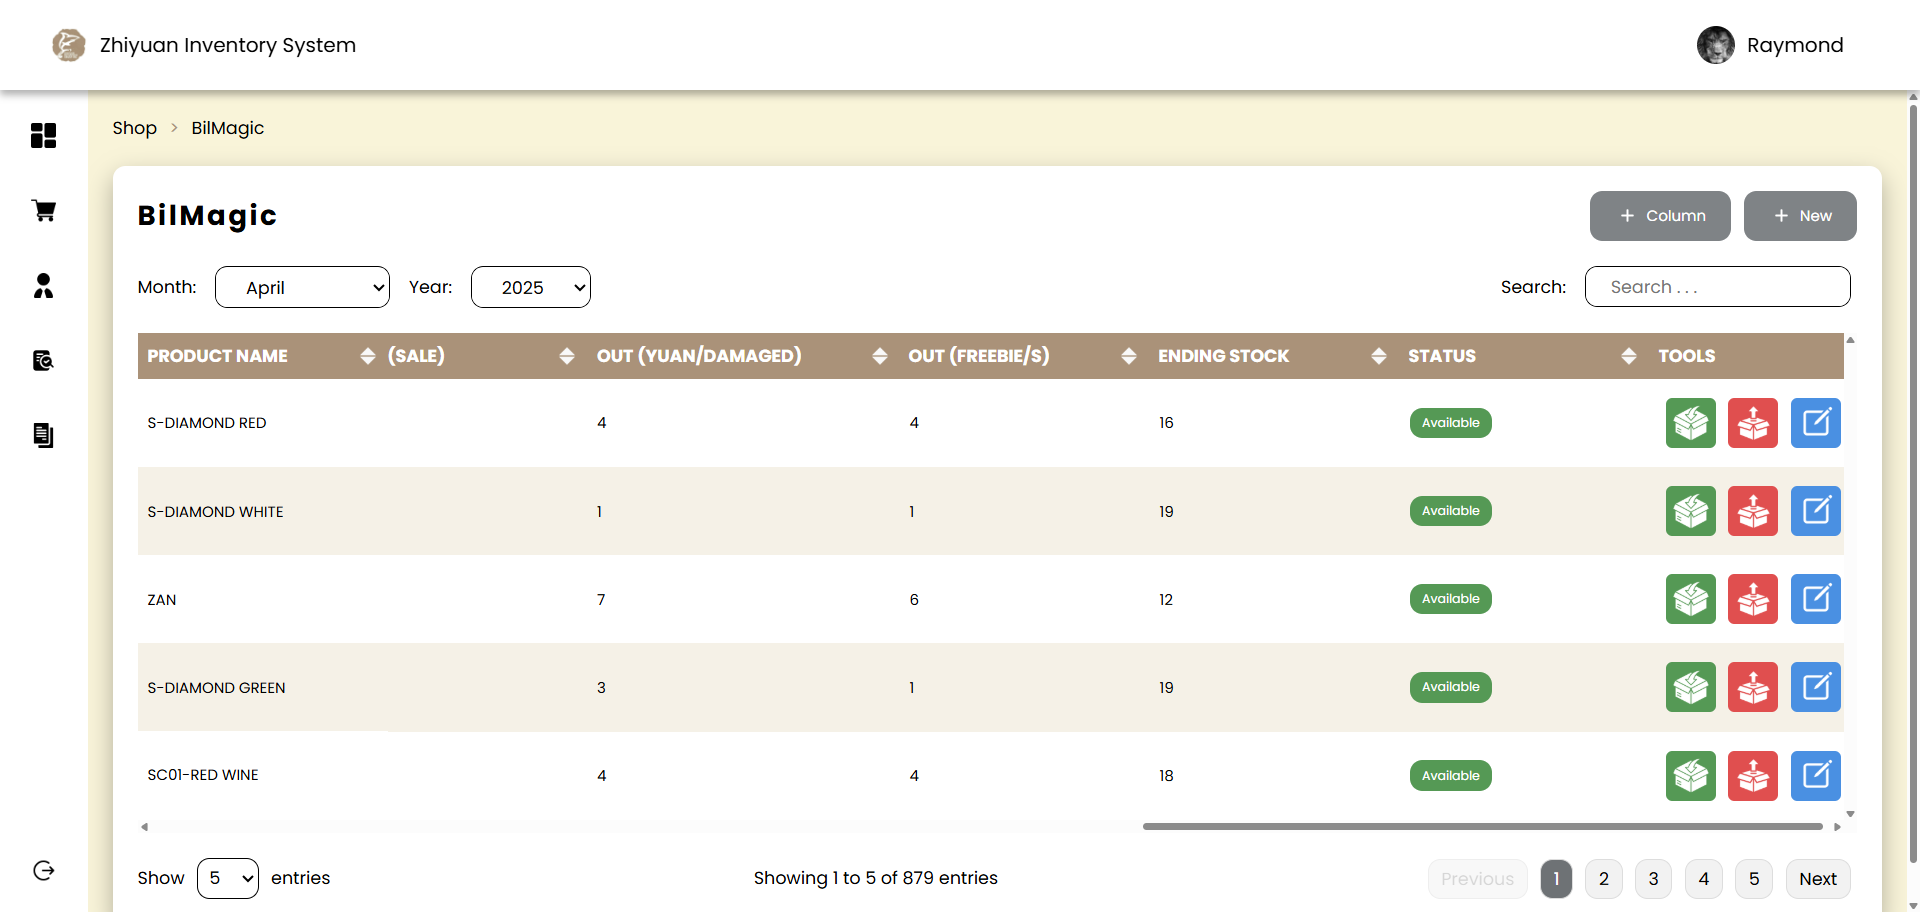 Zhiyuan Inventory System
Raymond
Shop > BilMagic
BilMagic
+ Column
+ New
Month: April Year: 2025 Search: Search . . .
PRODUCT NAME (SALE) OUT (YUAN/DAMAGED) OUT (FREEBIE/S) ENDING STOCK STATUS TOOLS
S-DIAMOND RED 4 4 16 Available
S-DIAMOND WHITE 1 1 19 Available
ZAN 7 6 12 Available
S-DIAMOND GREEN 3 1 19 Available
SC01-RED WINE 4 4 18 Available
Show 5 entries Showing 1 to 5 of 879 entries Previous 1 2 3 4 5 Next